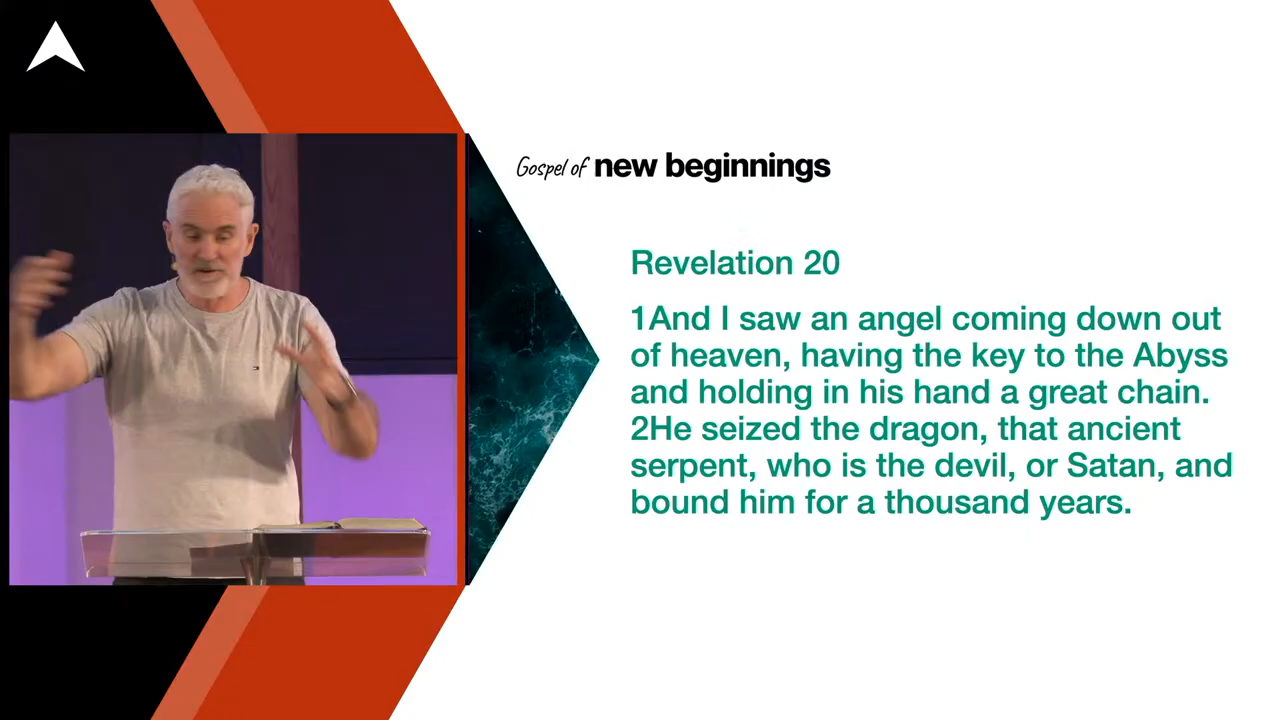 Gospel of new beginnings
Revelation 20
1And I saw an angel coming down out
of heaven, having the key to the Abyss
and holding in his hand a great chain.
2He seized the dragon, that ancient
serpent, who is the devil, or Satan, and
bound him for a thousand years.